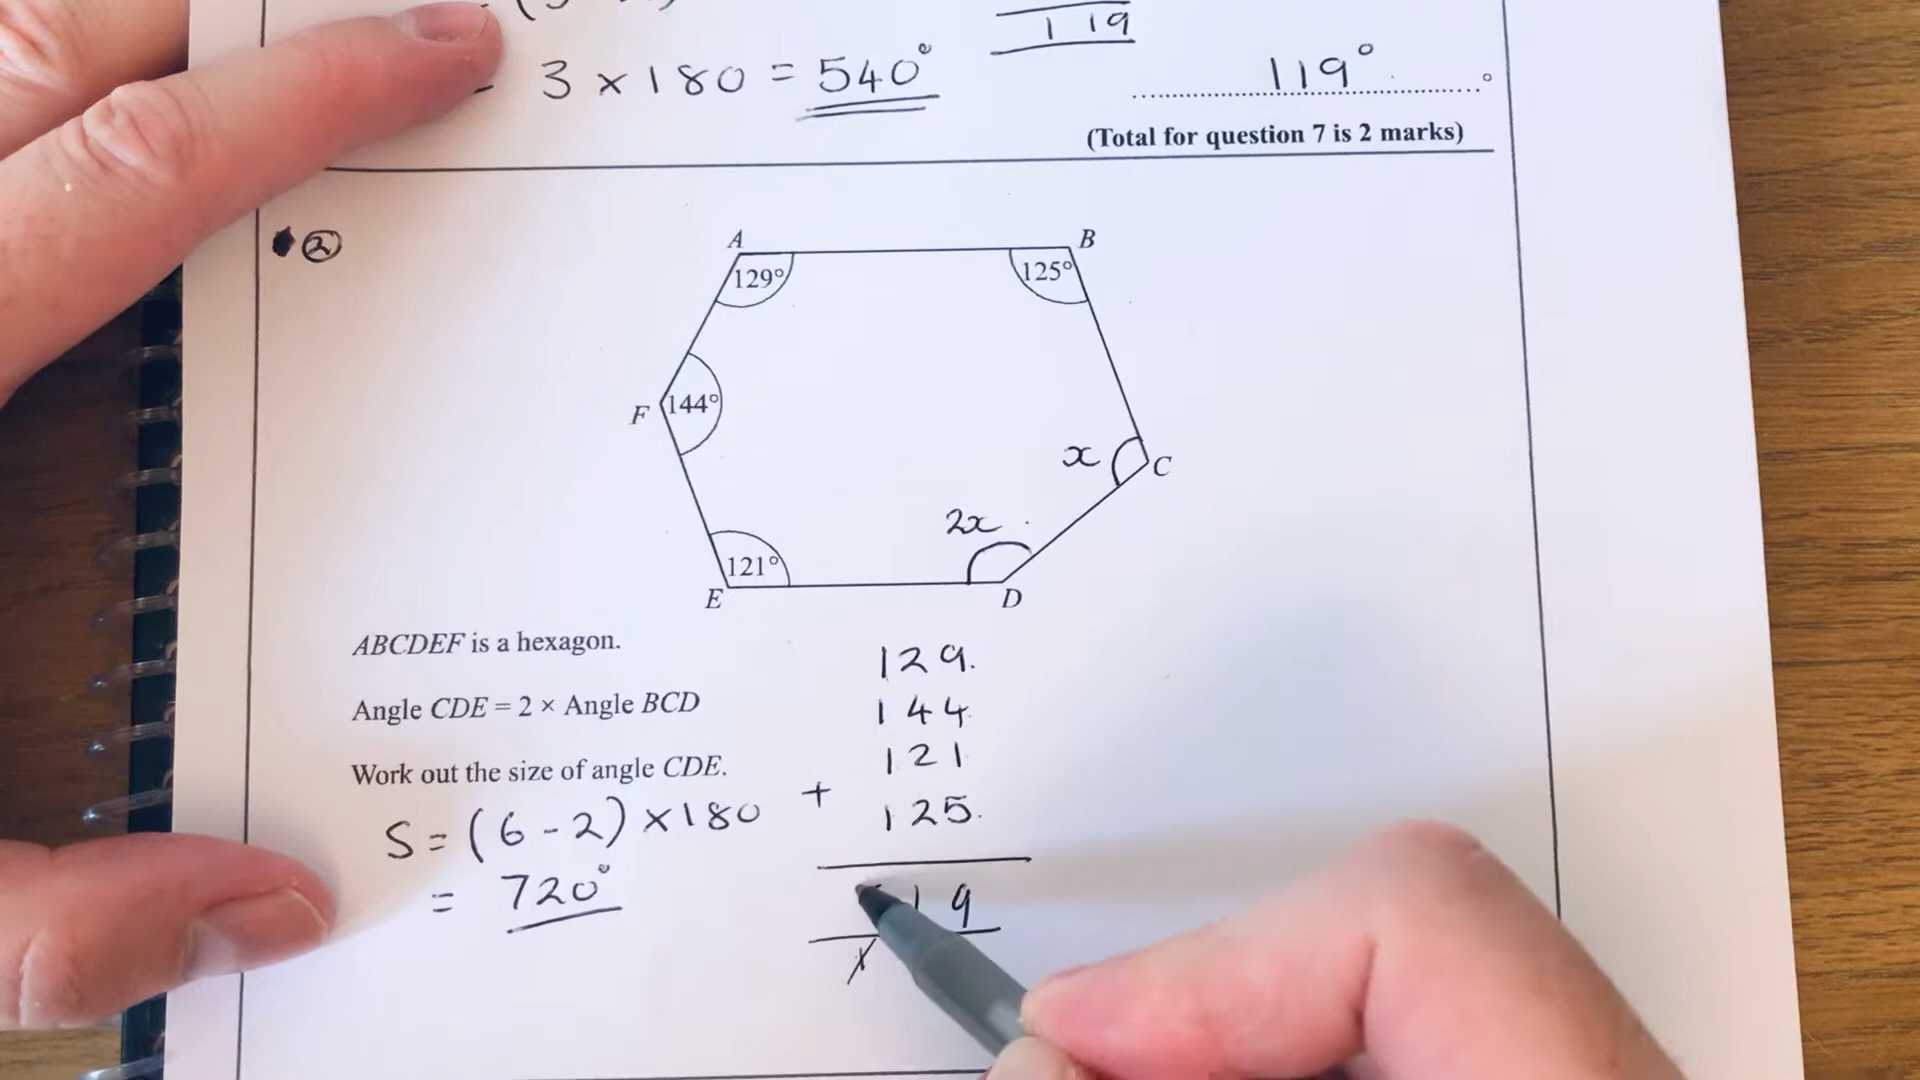 119
= 3 × 180 = 540°
119° °
(Total for question 7 is 2 marks)
②
A B
129° 125°
F 144°
x C
2x
121°
E D
ABCDEF is a hexagon.
129.
Angle CDE = 2 × Angle BCD
144
121
Work out the size of angle CDE.
+ 125.
S = (6 - 2) × 180
= 720°
19
1